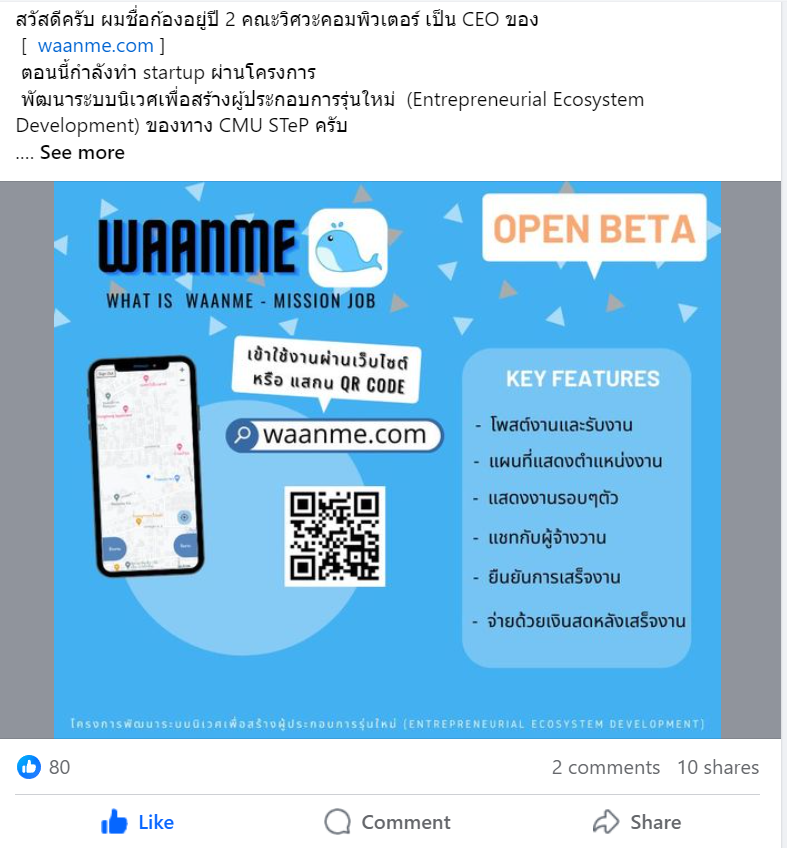 สวัสดีครับ ผมชื่อก้องอยู่ปี 2 คณะวิศวะคอมพิวเตอร์ เป็น CEO ของ
[ waanme.com ]
ตอนนี้กำลังทำ startup ผ่านโครงการ
พัฒนาระบบนิเวศเพื่อสร้างผู้ประกอบการรุ่นใหม่ (Entrepreneurial Ecosystem
Development) ของทาง CMU STeP ครับ
.... See more
WAANME
OPEN BETA
WHAT IS WAANME - MISSION JOB
เข้าใช้งานผ่านเว็บไซต์
หรือ แสกน QR CODE
waanme.com
KEY FEATURES
- โพสต์งานและรับงาน
- แผนที่แสดงตำแหน่งงาน
- แสดงงานรอบๆตัว
- แชทกับผู้จ้างวาน
- ยืนยันการเสร็จงาน
- จ่ายด้วยเงินสดหลังเสร็จงาน
โครงการพัฒนาระบบนิเวศเพื่อสร้างผู้ประกอบการรุ่นใหม่ (ENTREPRENEURIAL ECOSYSTEM DEVELOPMENT)
80
2 comments 10 shares
Like Comment Share